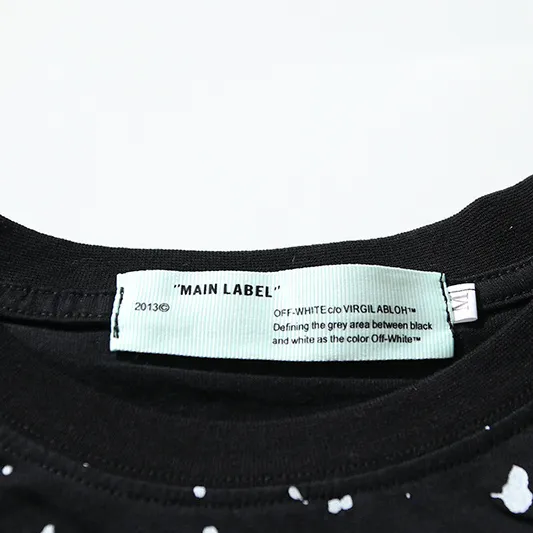 "MAIN LABEL"
2013©
OFF-WHITE c/o VIRGIL ABLOH™
Defining the grey area between black
and white as the color Off-White™
M